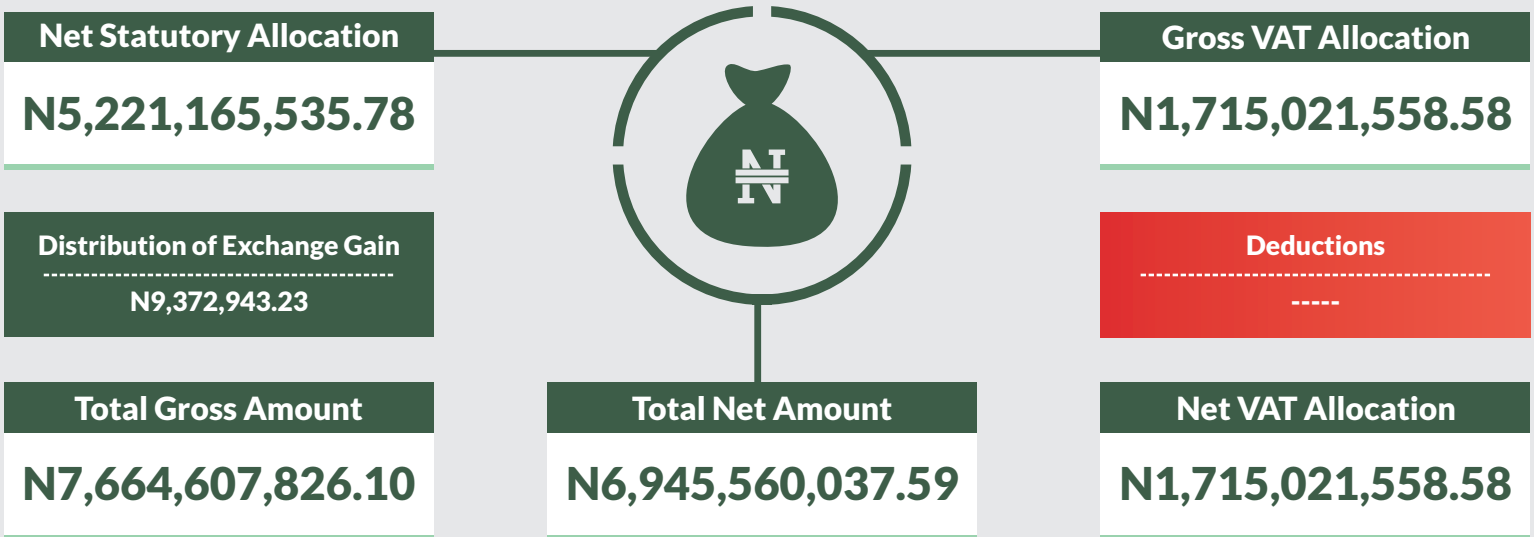 Net Statutory Allocation
N5,221,165,535.78
Gross VAT Allocation
N1,715,021,558.58
₦
Distribution of Exchange Gain
N9,372,943.23
Deductions
-----
Total Gross Amount
N7,664,607,826.10
Total Net Amount
N6,945,560,037.59
Net VAT Allocation
N1,715,021,558.58